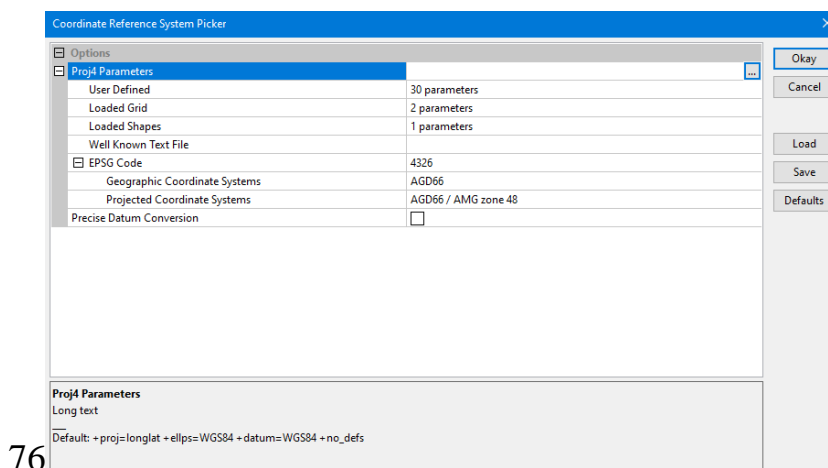 Coordinate Reference System Picker
Options
Proj4 Parameters ...
User Defined 30 parameters
Loaded Grid 2 parameters
Loaded Shapes 1 parameters
Well Known Text File
EPSG Code 4326
Geographic Coordinate Systems AGD66
Projected Coordinate Systems AGD66 / AMG zone 48
Precise Datum Conversion
Okay
Cancel
Load
Save
Defaults
Proj4 Parameters
Long text
__
Default: +proj=longlat +ellps=WGS84 +datum=WGS84 +no_defs
76